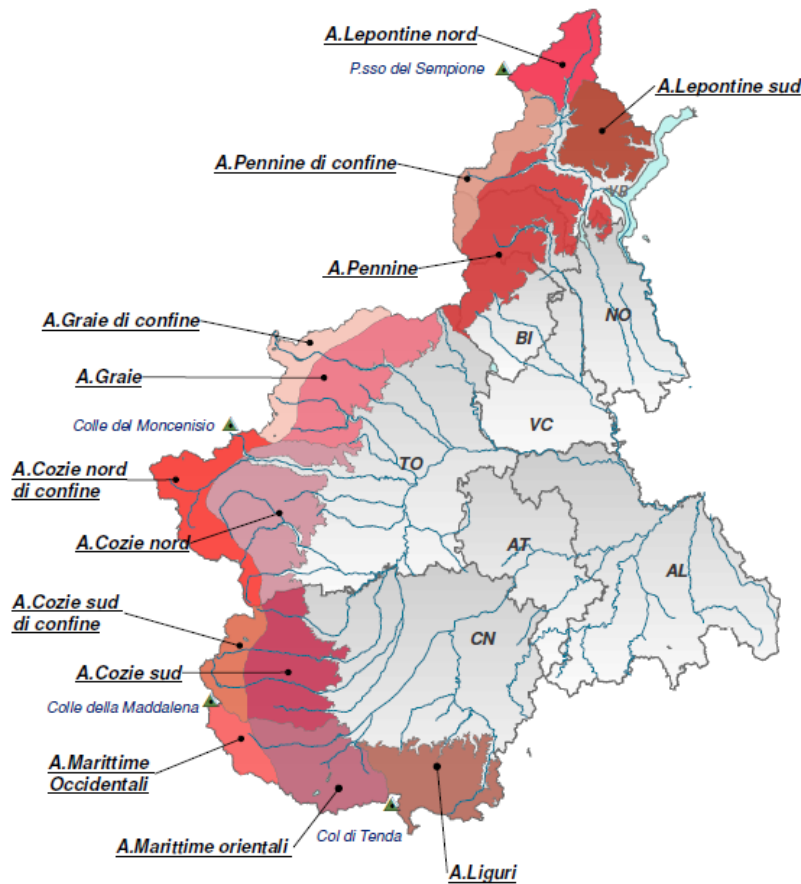 A.Lepontine nord
P.sso del Sempione
A.Lepontine sud
A.Pennine di confine
VB
A.Pennine
A.Graie di confine
NO
BI
A.Graie
Colle del Moncenisio
VC
A.Cozie nord
di confine
TO
A.Cozie nord
AT
AL
A.Cozie sud
di confine
CN
A.Cozie sud
Colle della Maddalena
A.Marittime
Occidentali
Col di Tenda
A.Marittime orientali
A.Liguri